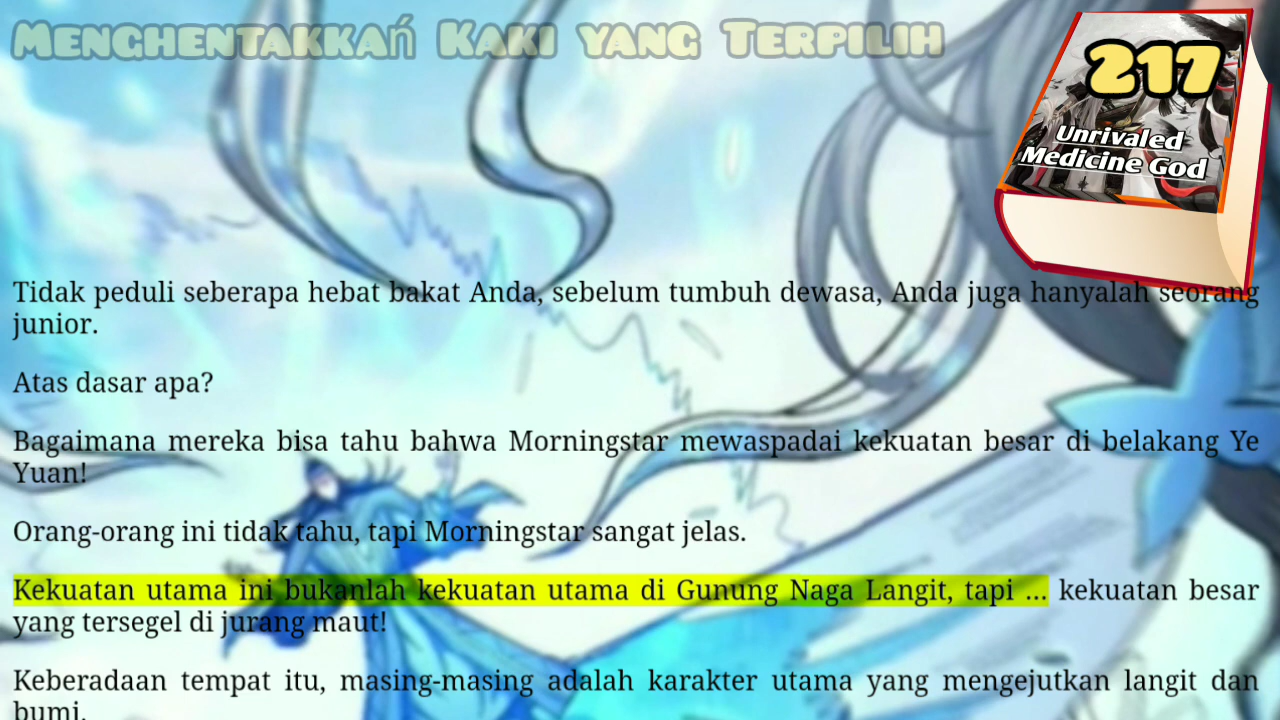 Menghentakkań Kaki yang Terpilih
217
Unrivaled
Medicine God
Tidak peduli seberapa hebat bakat Anda, sebelum tumbuh dewasa, Anda juga hanyalah seorang
junior.
Atas dasar apa?
Bagaimana mereka bisa tahu bahwa Morningstar mewaspadai kekuatan besar di belakang Ye
Yuan!
Orang-orang ini tidak tahu, tapi Morningstar sangat jelas.
Kekuatan utama ini bukanlah kekuatan utama di Gunung Naga Langit, tapi ... kekuatan besar
yang tersegel di jurang maut!
Keberadaan tempat itu, masing-masing adalah karakter utama yang mengejutkan langit dan
bumi.